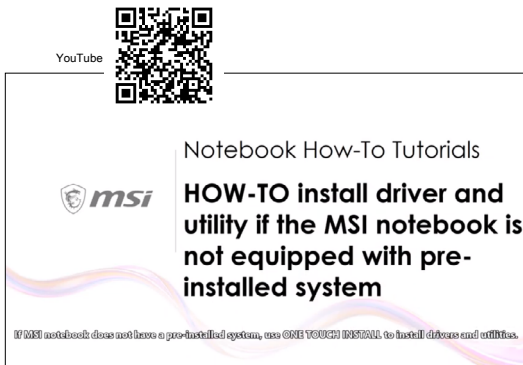 YouTube
Notebook How-To Tutorials
msi
HOW-TO install driver and
utility if the MSI notebook is
not equipped with pre-
installed system
If MSI notebook does not have a pre-installed system, use ONE TOUCH INSTALL to install drivers and utilities.